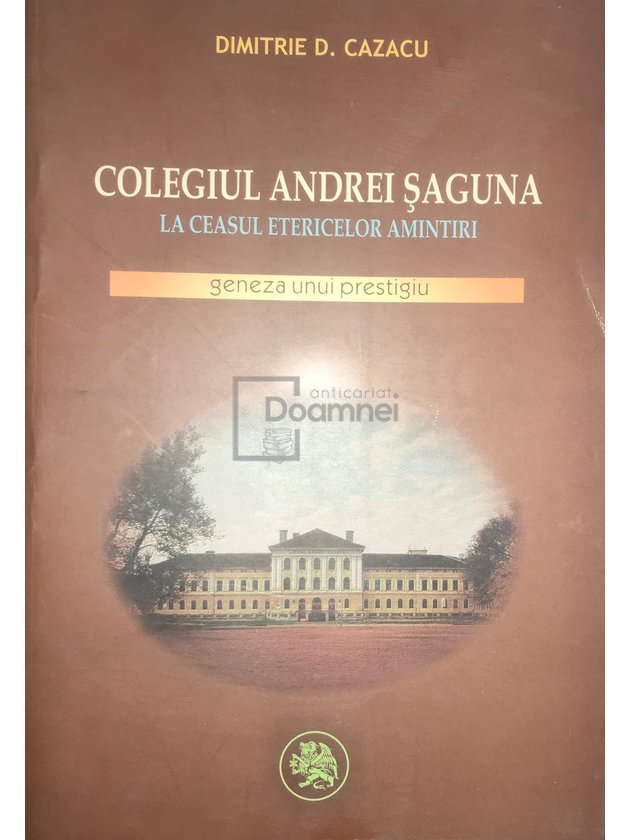 DIMITRIE D. CAZACU
COLEGIUL ANDREI ŞAGUNA
LA CEASUL ETERICELOR AMINTIRI
geneza unui prestigiu
anticariat
Doamnei